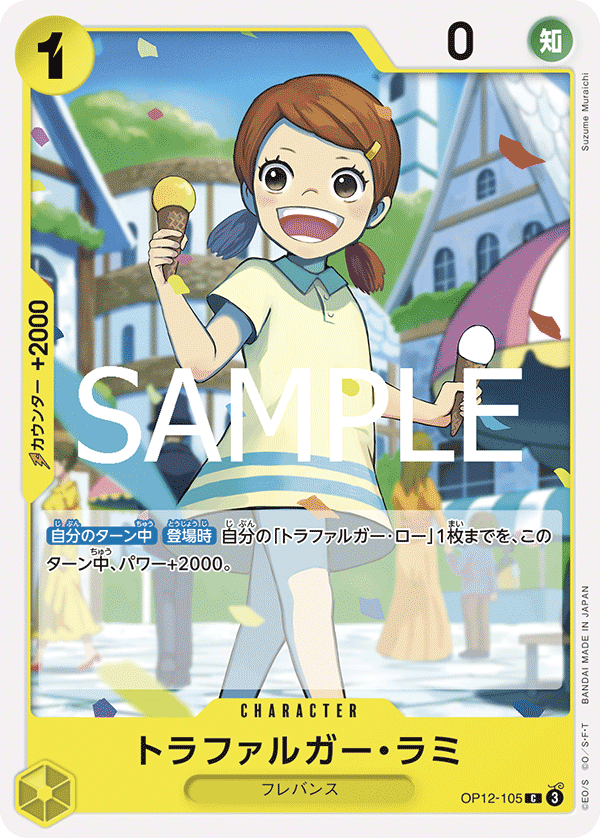 1
0
知
Suzume Muraichi
カウンター +2000
SAMPLE
自分のターン中 登場時 自分の「トラファルガー・ロー」1枚までを、この
ターン中、パワー+2000。
CHARACTER
トラファルガー・ラミ
フレバンス
OP12-105 C 3
©EO/S ©O/S・F・T BANDAI MADE IN JAPAN